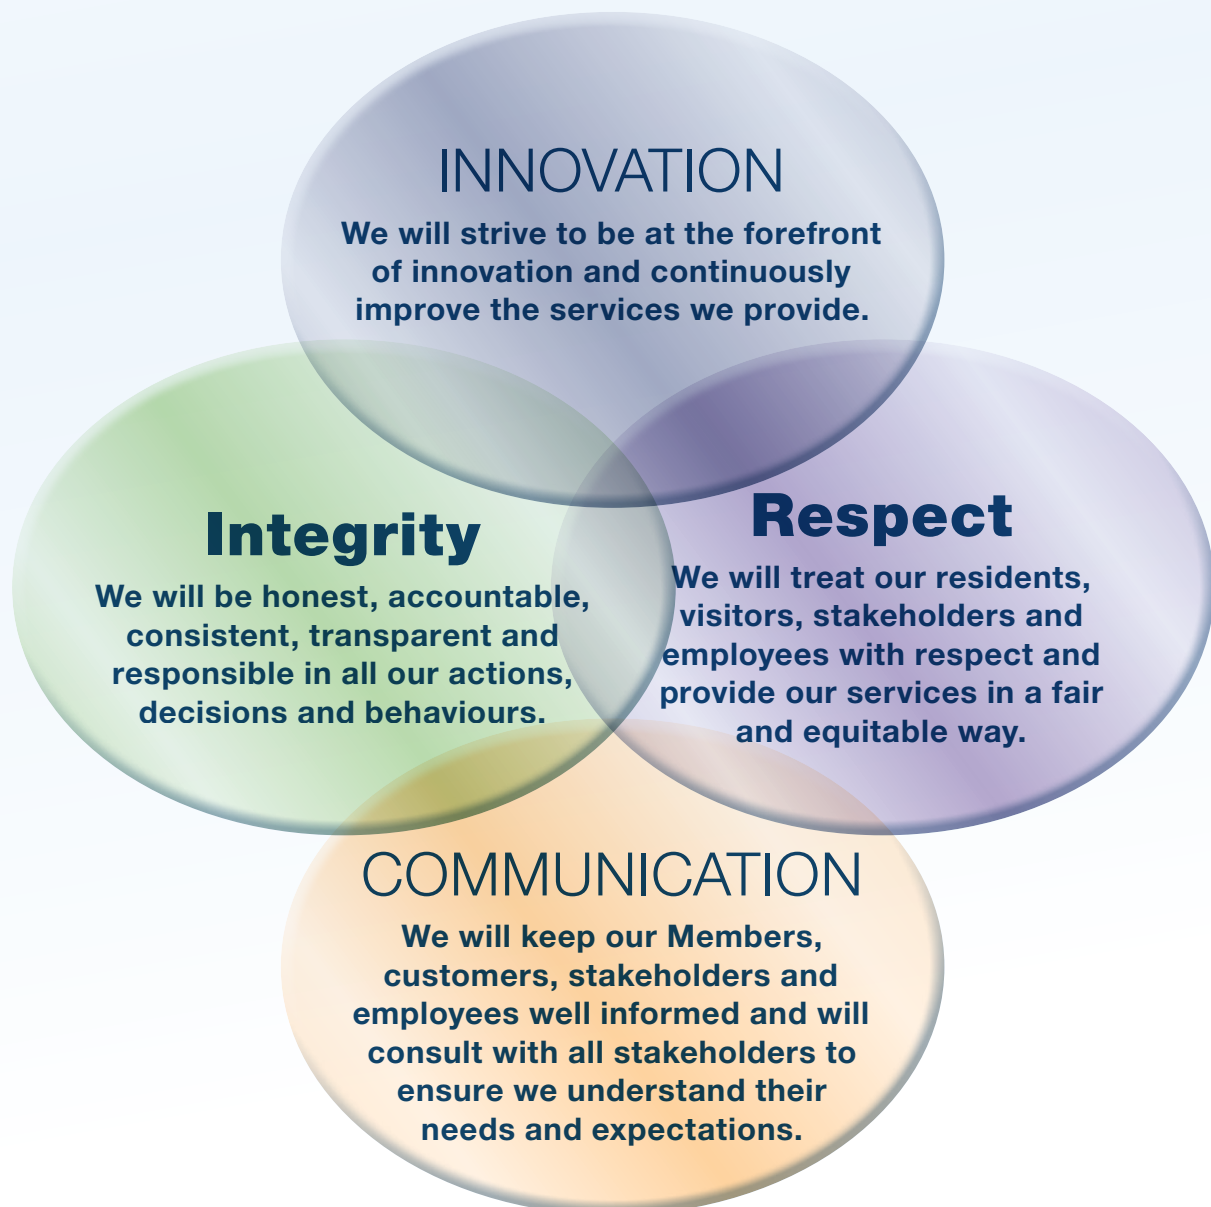 INNOVATION
We will strive to be at the forefront
of innovation and continuously
improve the services we provide.
Integrity
We will be honest, accountable,
consistent, transparent and
responsible in all our actions,
decisions and behaviours.
Respect
We will treat our residents,
visitors, stakeholders and
employees with respect and
provide our services in a fair
and equitable way.
COMMUNICATION
We will keep our Members,
customers, stakeholders and
employees well informed and will
consult with all stakeholders to
ensure we understand their
needs and expectations.